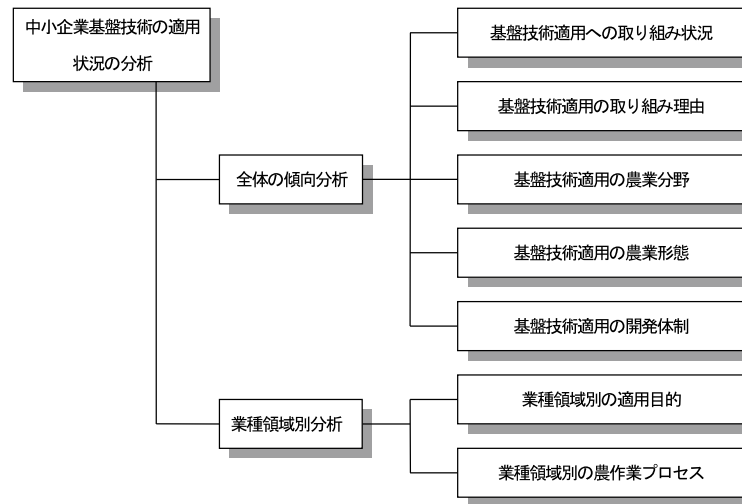 中小企業基盤技術の適用
状況の分析
全体の傾向分析
基盤技術適用への取り組み状況
基盤技術適用の取り組み理由
基盤技術適用の農業分野
基盤技術適用の農業形態
基盤技術適用の開発体制
業種領域別分析
業種領域別の適用目的
業種領域別の農作業プロセス